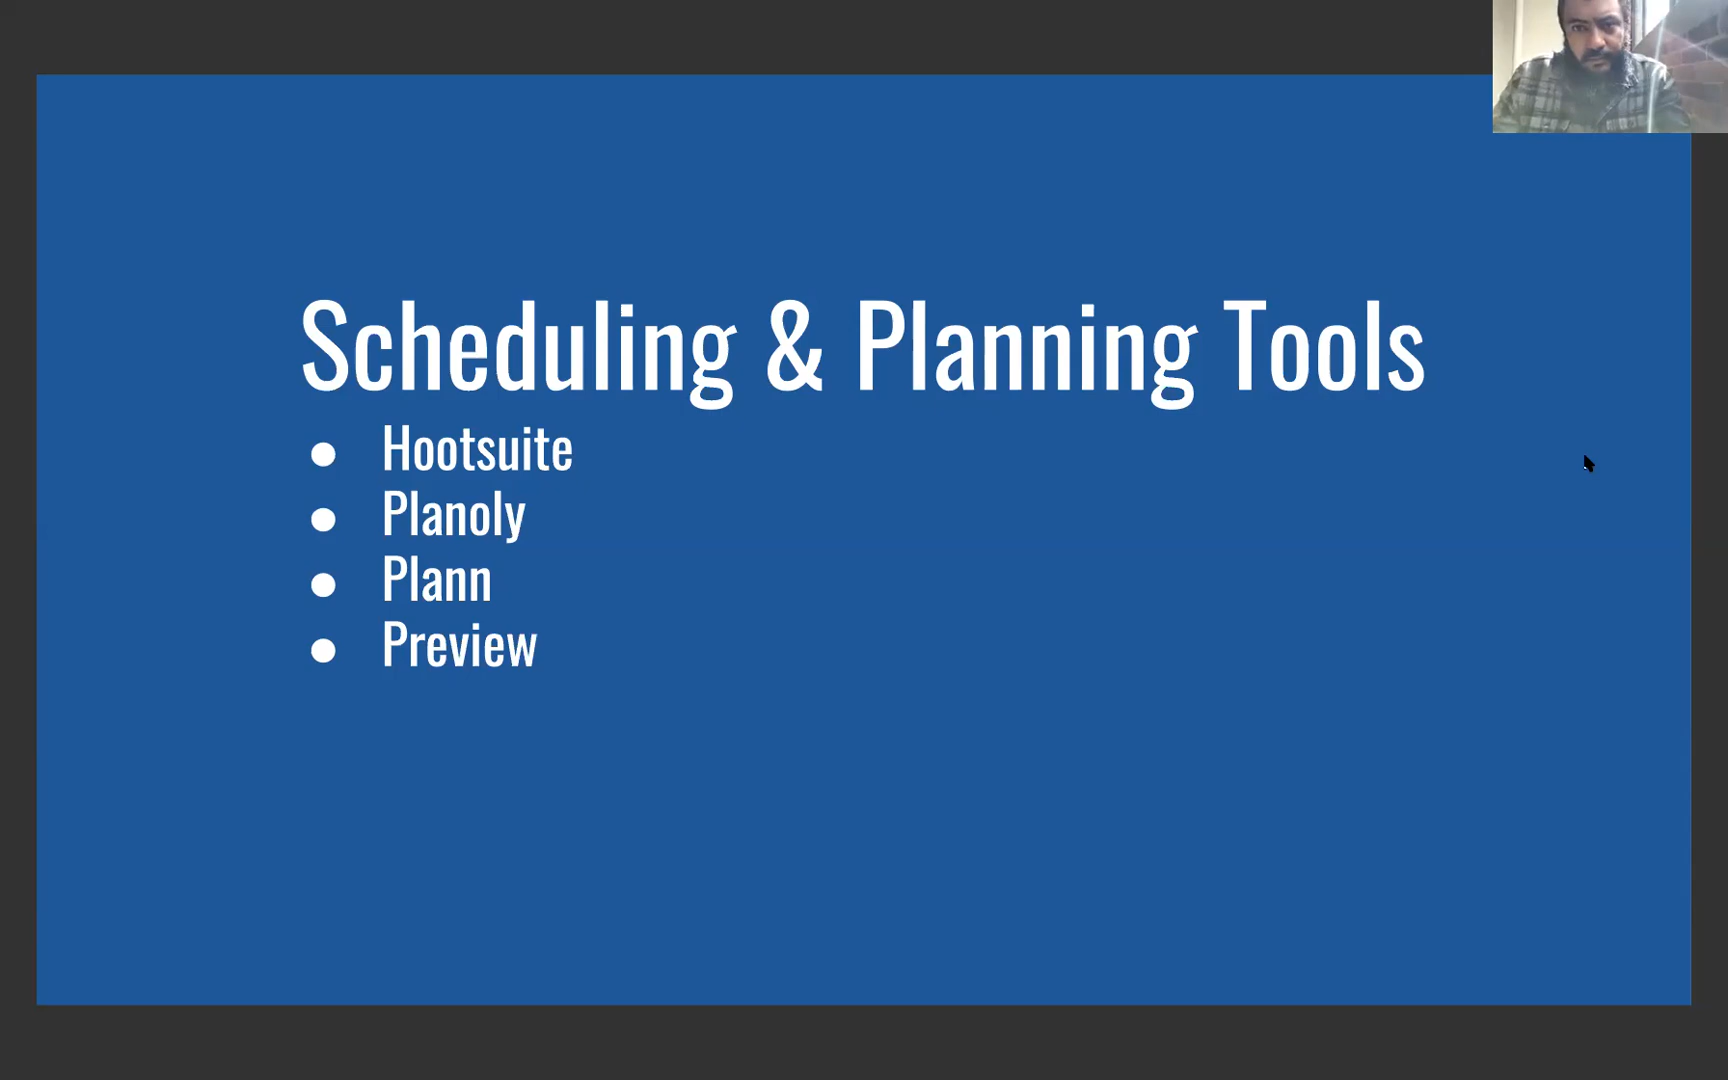 Scheduling & Planning Tools
● Hootsuite
● Planoly
● Plann
● Preview